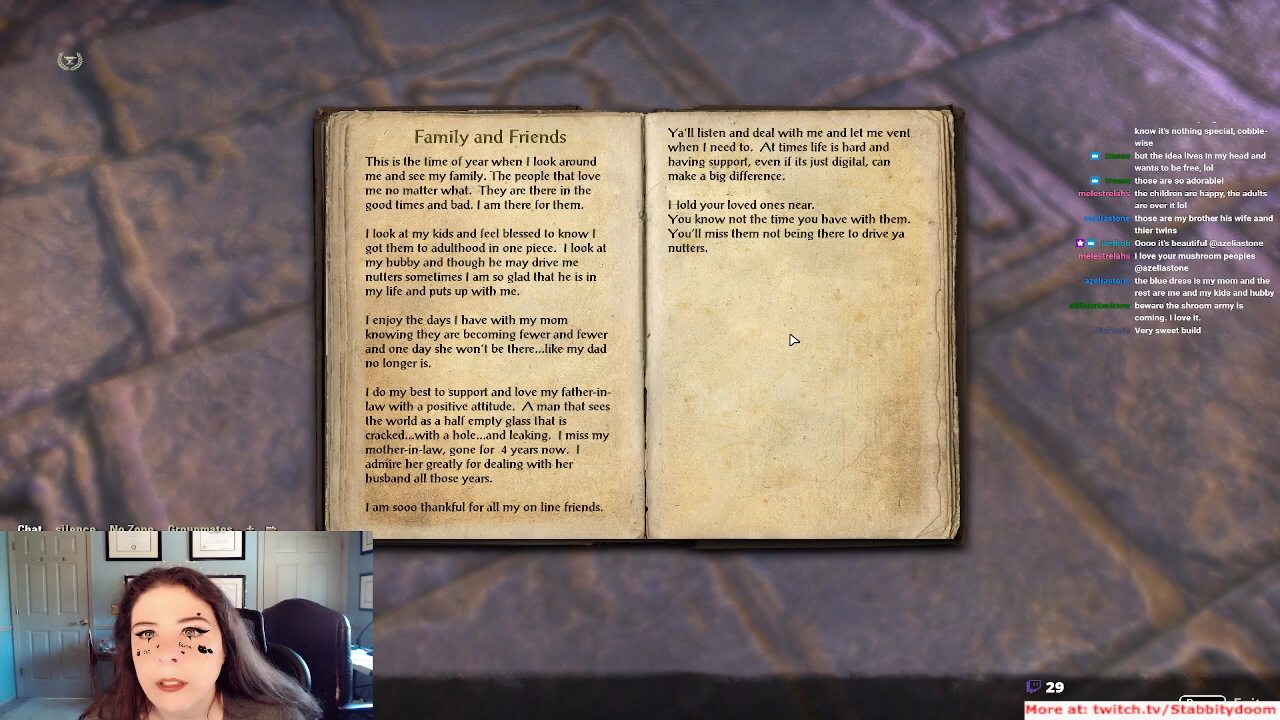 Family and Friends
This is the time of year when I look around
me and see my family. The people that love
me no matter what. They are there in the
good times and bad. I am there for them.
I look at my kids and feel blessed to know I
got them to adulthood in one piece. I look at
my hubby and though he may drive me
nutters sometimes I am so glad that he is in
my life and puts up with me.
I enjoy the days I have with my mom
knowing they are becoming fewer and fewer
and one day she won't be there...like my dad
no longer is.
I do my best to support and love my father-in-
law with a positive attitude. A man that sees
the world as a half empty glass that is
cracked...with a hole...and leaking. I miss my
mother-in-law, gone for 4 years now. I
admire her greatly for dealing with her
husband all those years.
I am sooo thankful for all my on line friends.
Ya'll listen and deal with me and let me vent
when I need to. At times life is hard and
having support, even if its just digital, can
make a big difference.
Hold your loved ones near.
You know not the time you have with them.
You'll miss them not being there to drive ya
nutters.
know it's nothing special, cobble-
wise
but the idea lives in my head and
wants to be free, lol
those are so adorable!
melestrelahs the children are happy, the adults
are over it lol
azeliastone those are my brother his wife aand
thier twins
Oooo it's beautiful @azeliastone
melestrelahs I love your mushroom peoples
@azeliastone
azeliastone the blue dress is my mom and the
rest are me and my kids and hubby
beware the shroom army is
coming. I love it.
Very sweet build
Chat silence No Zone Groupmates
29
More at: twitch.tv/Stabbitydoom